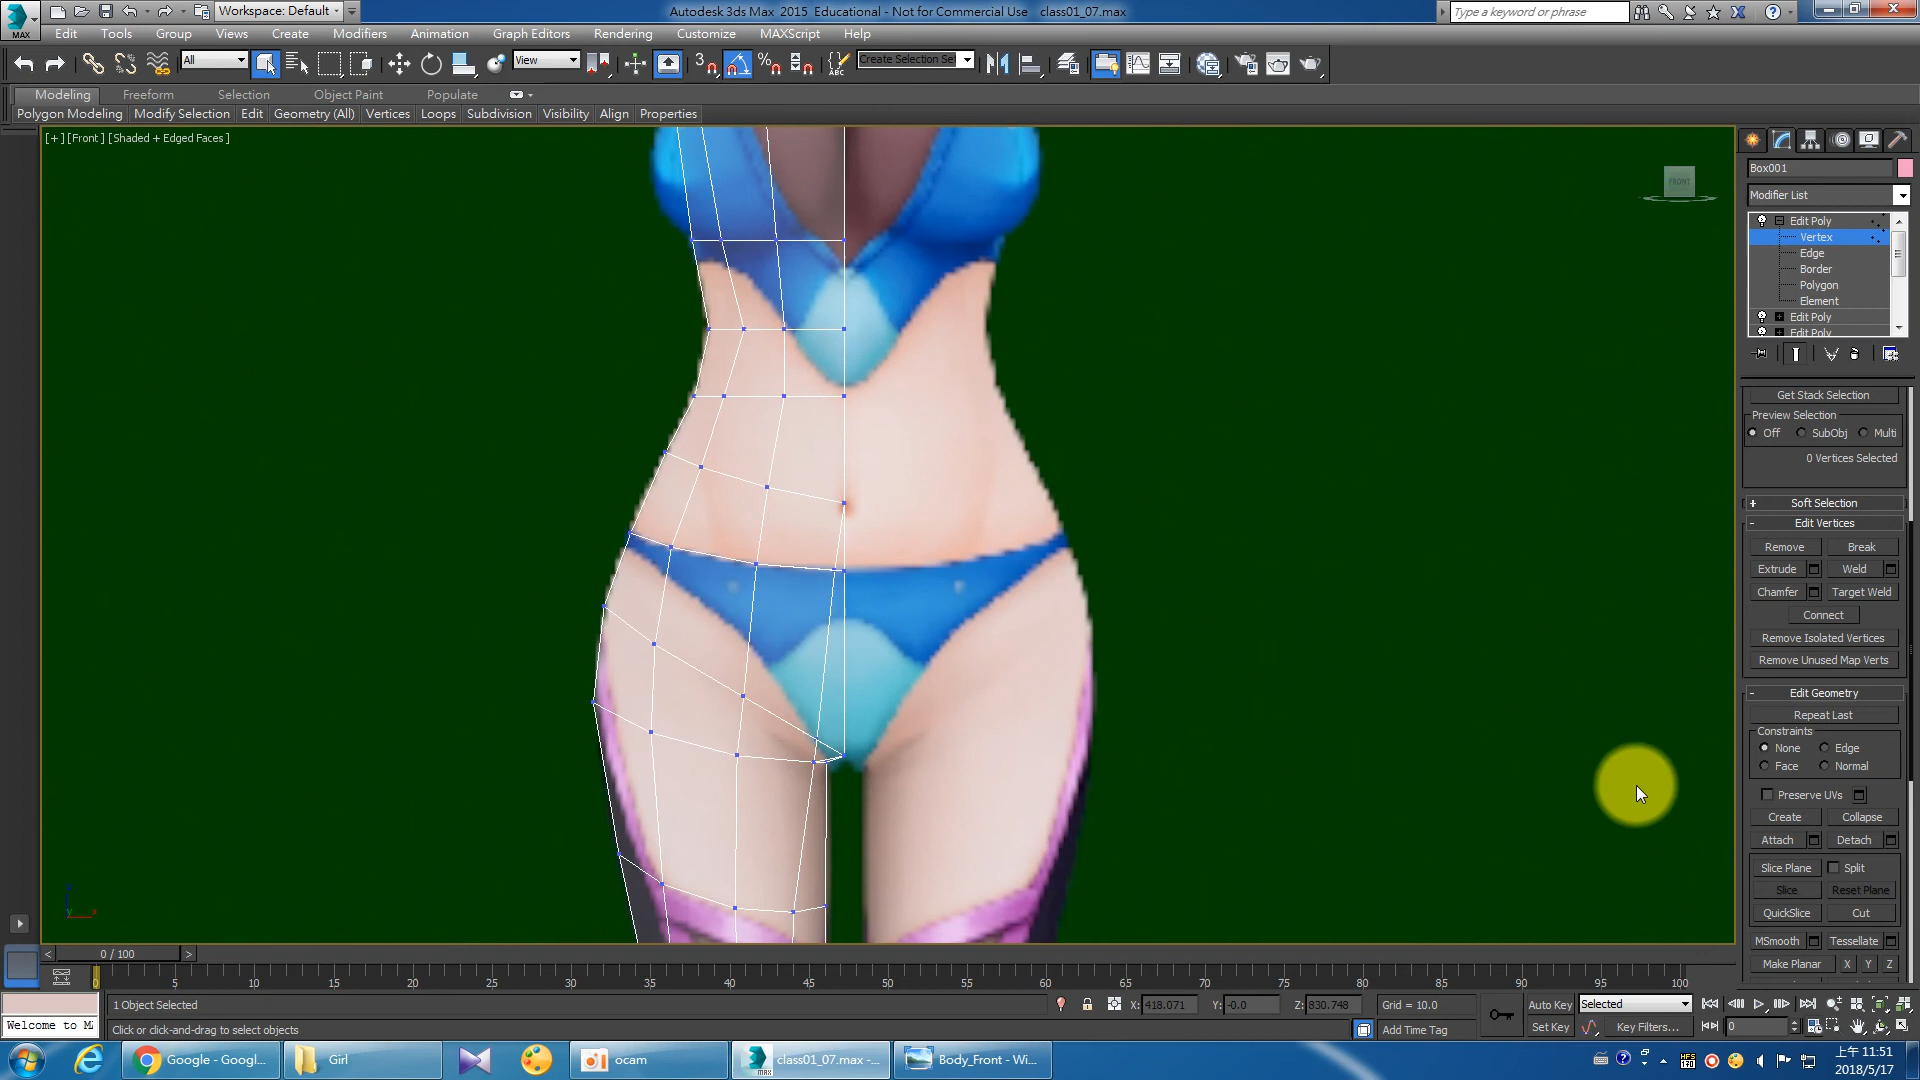 MAX
Workspace: Default
Autodesk 3ds Max 2015 Educational - Not for Commercial Use class01_07.max
Type a keyword or phrase
Edit Tools Group Views Create Modifiers Animation Graph Editors Rendering Customize MAXScript Help
All
View
3
ABC
Create Selection Se
Modeling Freeform Selection Object Paint Populate
Polygon Modeling Modify Selection Edit Geometry (All) Vertices Loops Subdivision Visibility Align Properties
[+] [Front] [Shaded + Edged Faces]
FRONT
Box001
Modifier List
Edit Poly
Vertex
Edge
Border
Polygon
Element
Edit Poly
Edit Poly
Get Stack Selection
Preview Selection
Off SubObj Multi
0 Vertices Selected
+ Soft Selection
- Edit Vertices
Remove Break
Extrude Weld
Chamfer Target Weld
Connect
Remove Isolated Vertices
Remove Unused Map Verts
- Edit Geometry
Repeat Last
Constraints
None Edge
Face Normal
Preserve UVs
Create Collapse
Attach Detach
Slice Plane Split
Slice Reset Plane
QuickSlice Cut
MSmooth Tessellate
Make Planar X Y Z
< 0 / 100 >
0 5 10 15 20 25 30 35 40 45 50 55 60 65 70 75 80 85 90 95 100
1 Object Selected
X: 418.071 Y: -0.0 Z: 830.748 Grid = 10.0
Auto Key Selected
Welcome to M
Click or click-and-drag to select objects
Add Time Tag
Set Key Key Filters... 0
Google - Googl...
Girl
ocam
class01_07.max -...
Body_Front - Wi...
上午 11:51
2018/5/17